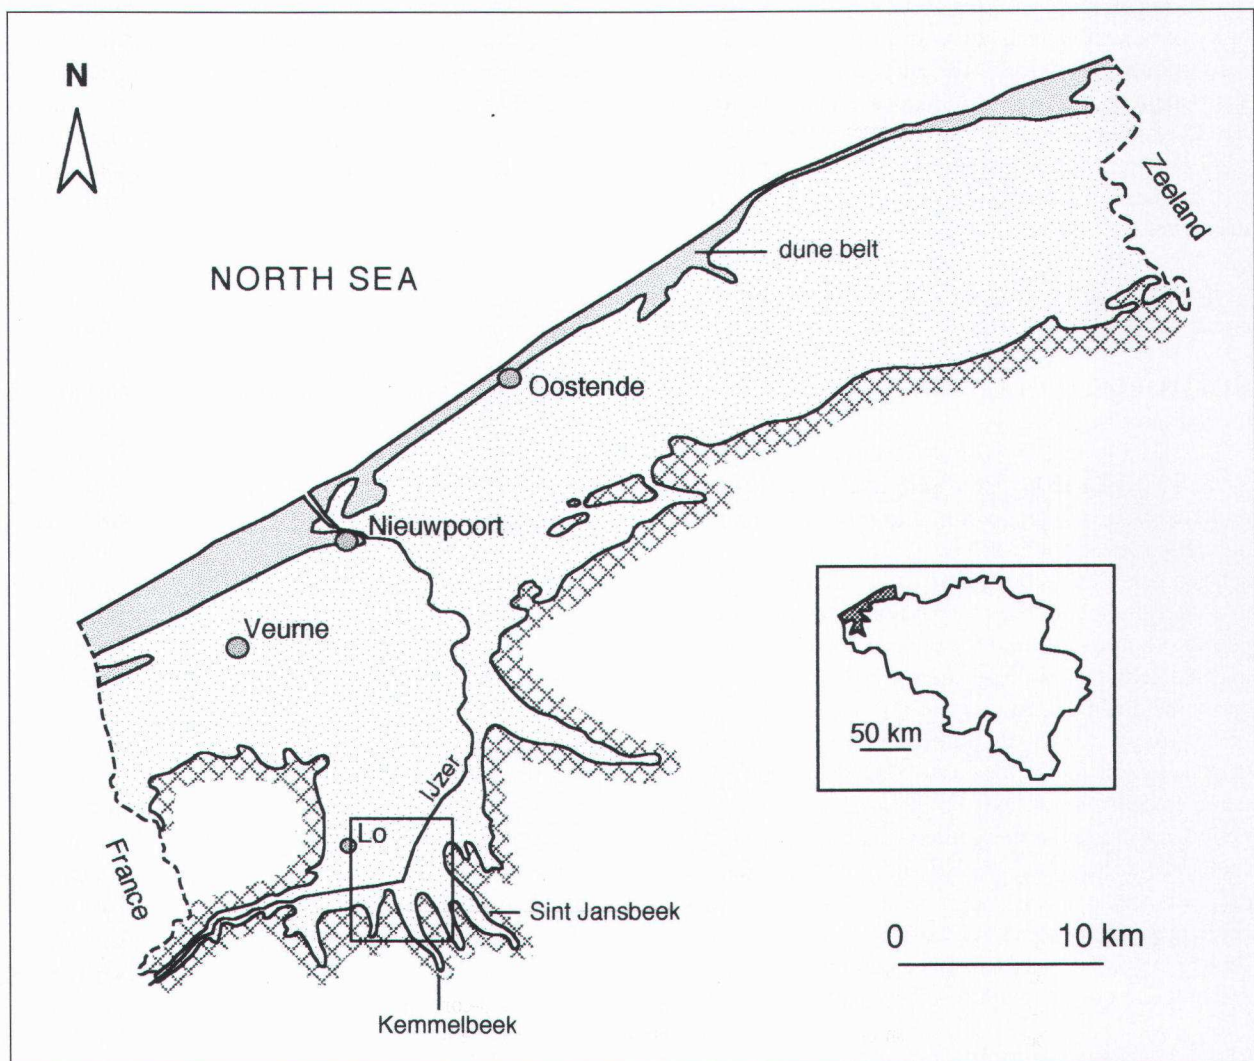 N
Zeeland
dune belt
NORTH SEA
Oostende
Nieuwpoort
Veurne
50 km
IJzer
Lo
France
Sint Jansbeek
0 10 km
Kemmelbeek